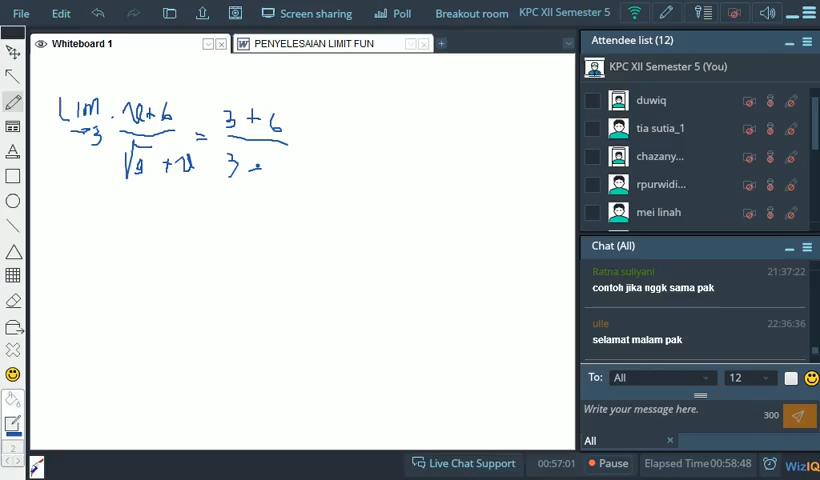 File Edit Screen sharing Poll Breakout room KPC XII Semester 5
Whiteboard 1 PENYELESAIAN LIMIT FUN
Attendee list (12)
KPC XII Semester 5 (You)
duwiq
tia sutia_1
chazany...
rpurwidi...
mei linah
Lim x+6 = 3 + 6
→3 √9 + x 3
Chat (All)
Ratna suliyani 21:37:22
contoh jika nggk sama pak
ulle 22:36:36
selamat malam pak
To: All 12
Write your message here. 300
All
2
Live Chat Support 00:57:01 Pause Elapsed Time 00:58:48 WizIQ